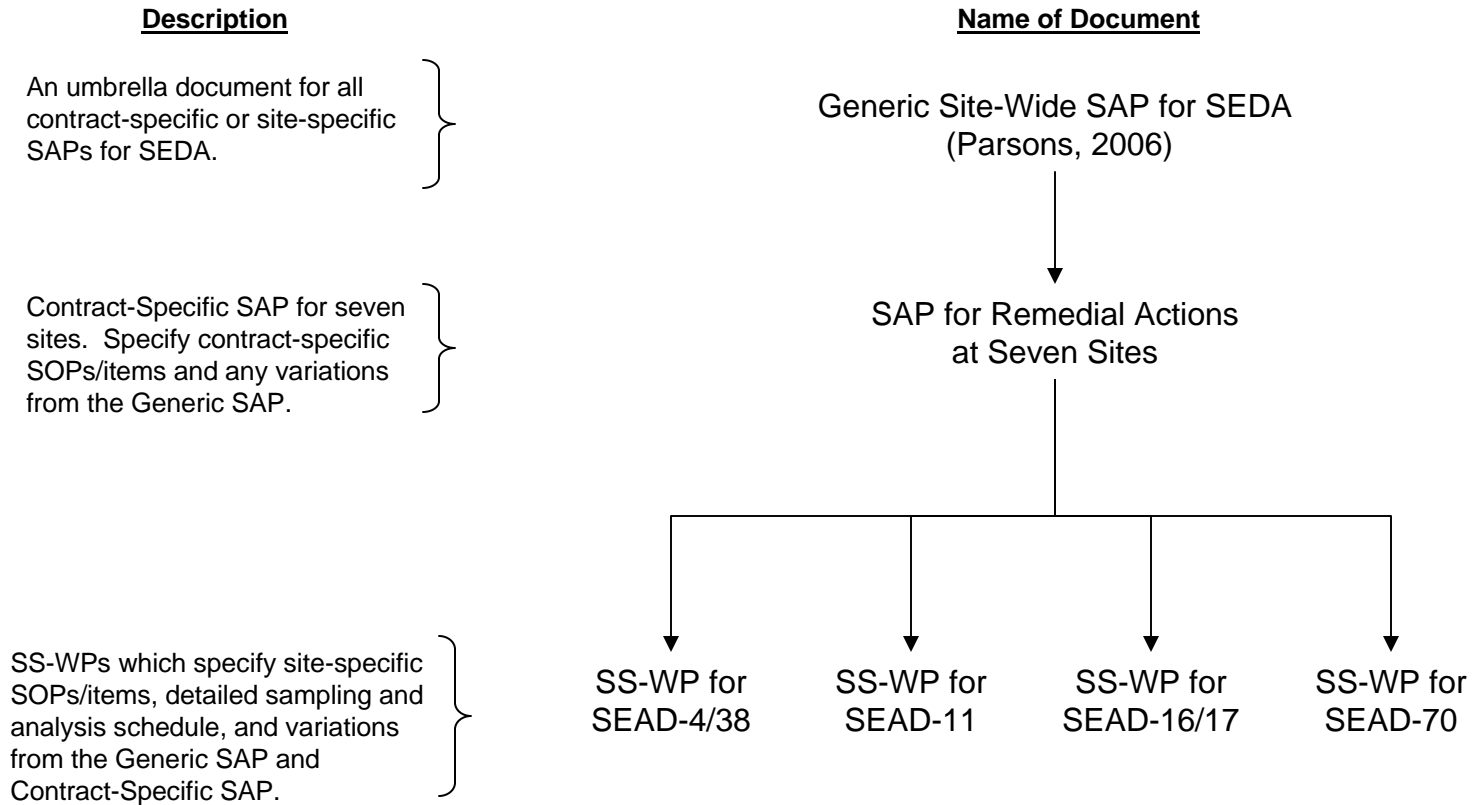 Description
Name of Document
An umbrella document for all
contract-specific or site-specific
SAPs for SEDA.
Generic Site-Wide SAP for SEDA
(Parsons, 2006)
Contract-Specific SAP for seven
sites.  Specify contract-specific
SOPs/items and any variations
from the Generic SAP.
SAP for Remedial Actions
at Seven Sites
SS-WPs which specify site-specific
SOPs/items, detailed sampling and
analysis schedule, and variations
from the Generic SAP and
Contract-Specific SAP.
SS-WP for
SEAD-4/38
SS-WP for
SEAD-11
SS-WP for
SEAD-16/17
SS-WP for
SEAD-70